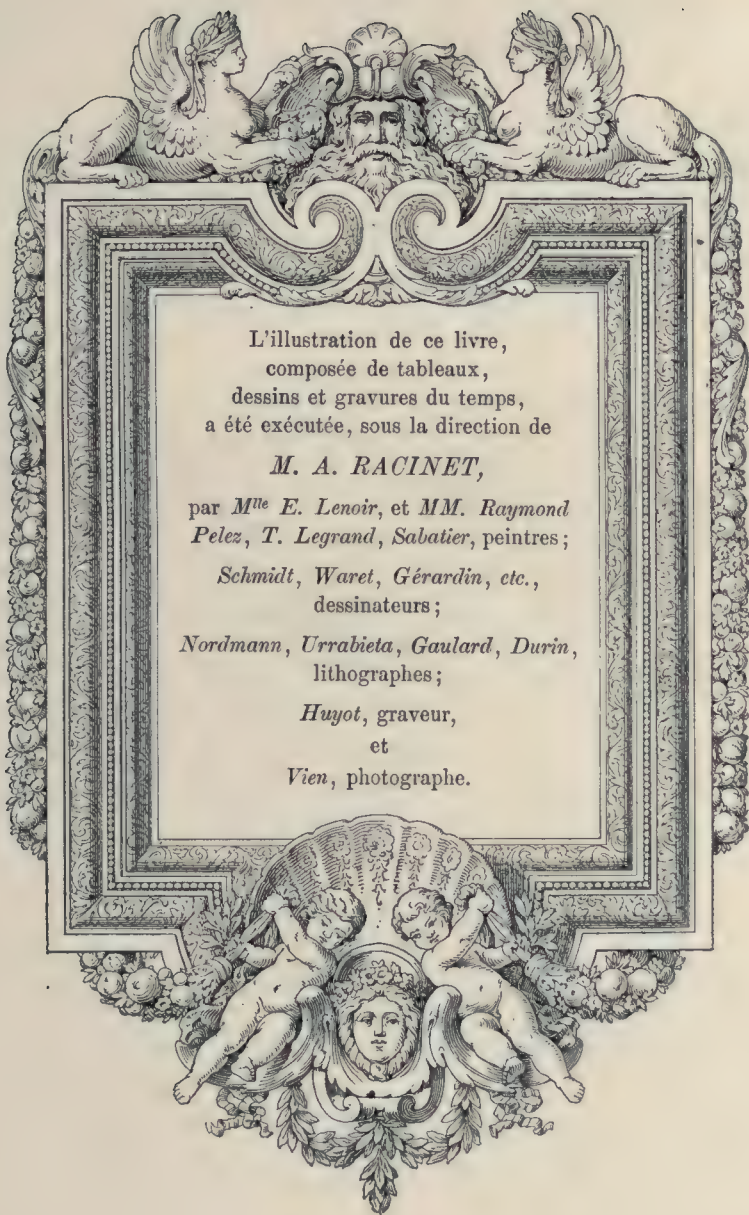 L'illustration de ce livre,
composée de tableaux,
dessins et gravures du temps,
a été exécutée, sous la direction de
M. A. RACINET,
par Mlle E. Lenoir, et MM. Raymond
Pelez, T. Legrand, Sabatier, peintres;
Schmidt, Waret, Gérardin, etc.,
dessinateurs;
Nordmann, Urrabieta, Gaulard, Durin,
lithographes;
Huyot, graveur,
et
Vien, photographe.